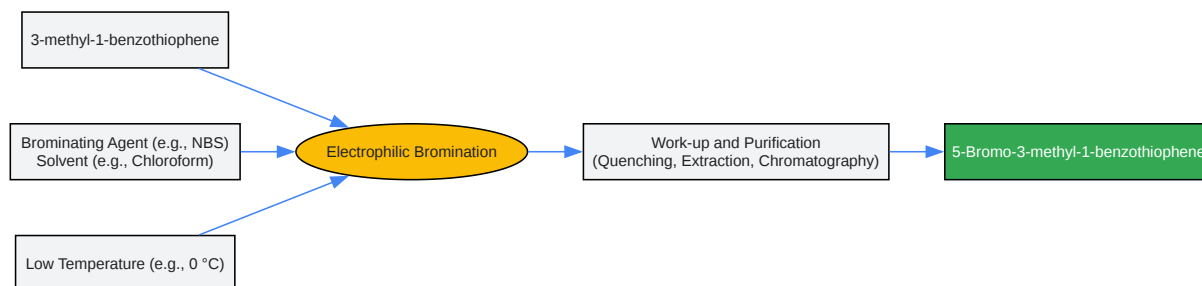 3-methyl-1-benzothiophene
Brominating Agent (e.g., NBS)
Solvent (e.g., Chloroform)
Low Temperature (e.g., 0 °C)
Electrophilic Bromination
Work-up and Purification
(Quenching, Extraction, Chromatography)
5-Bromo-3-methyl-1-benzothiophene